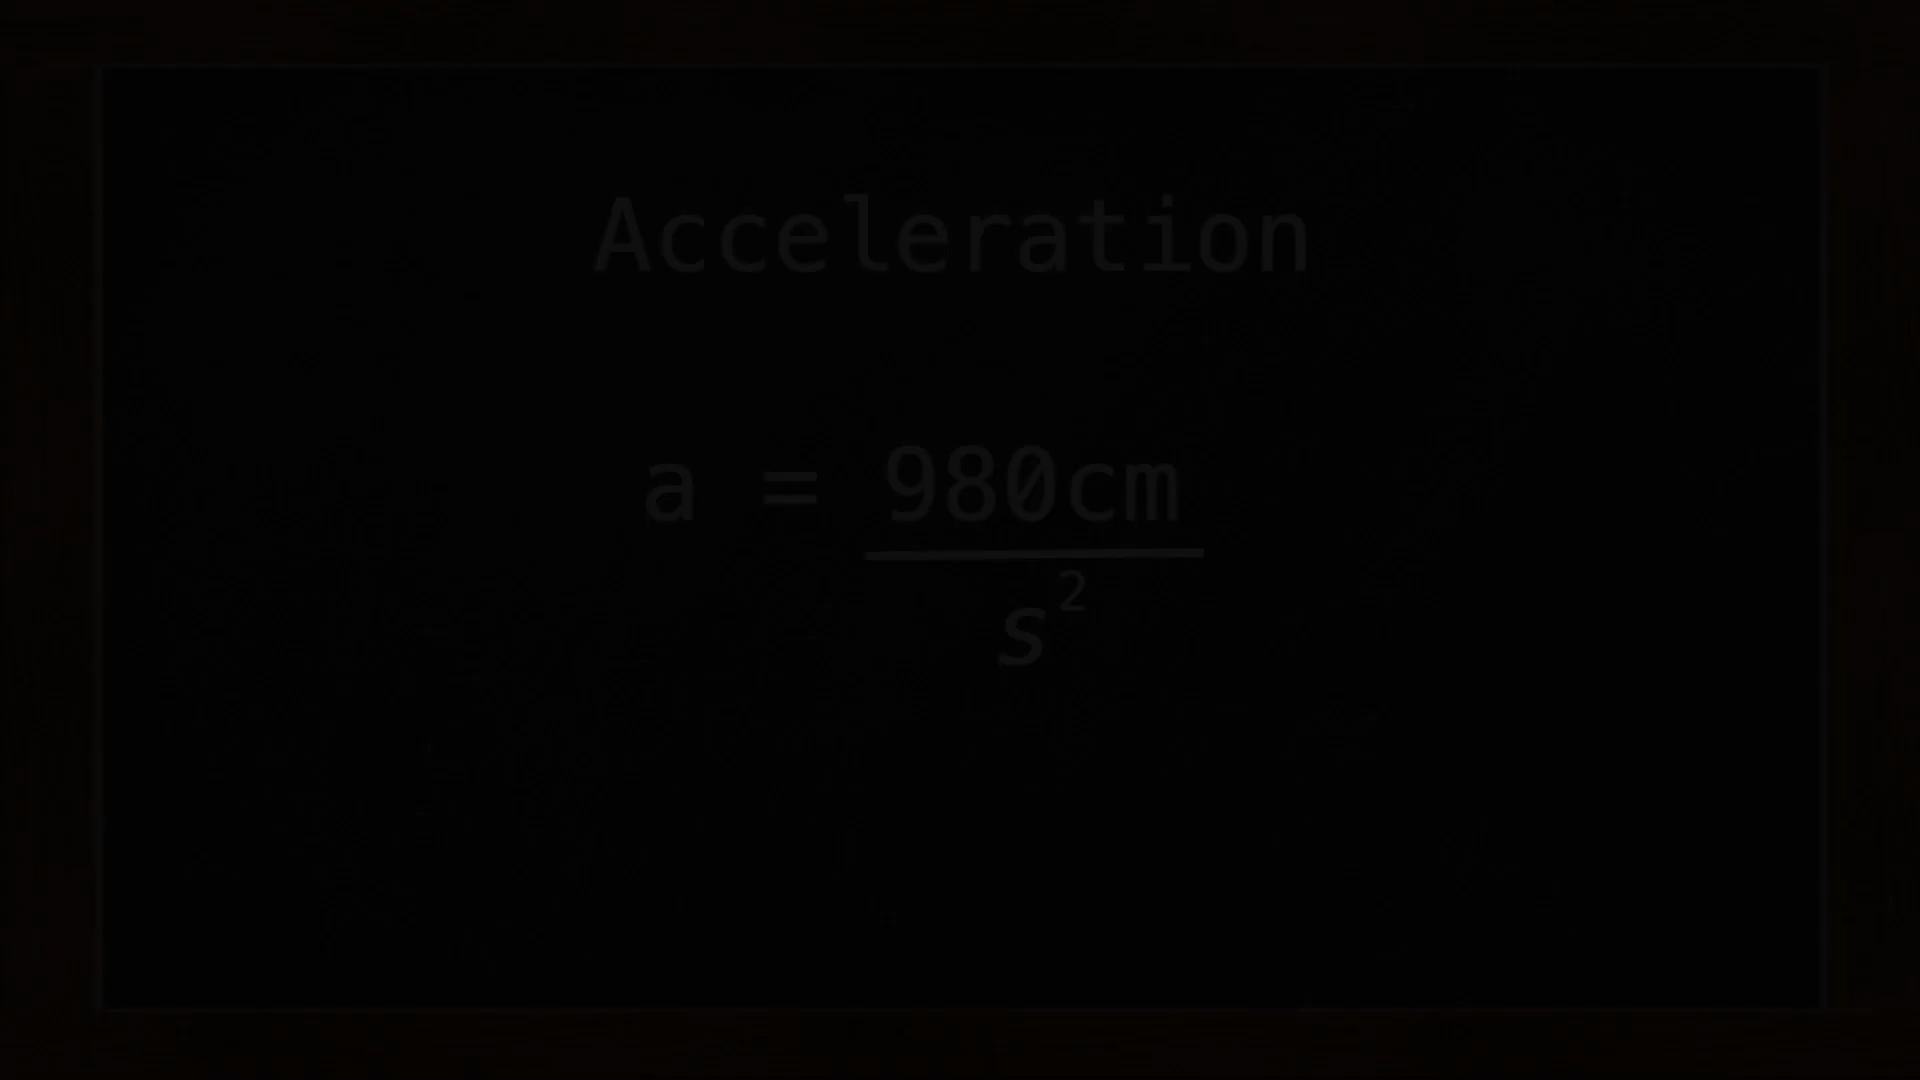 Acceleration
a = 980cm
s²